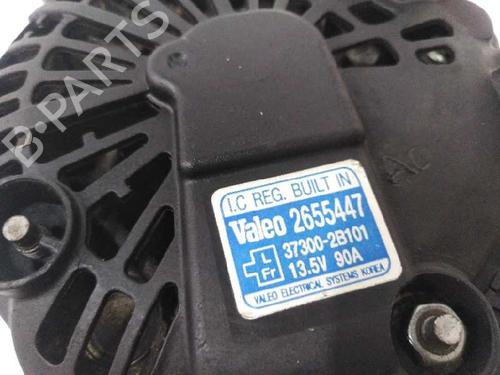 B-PARTS
I.C REG. BUILT IN
Valeo 2655447
37300-2B101
L Fr 13.5V 90A
VALEO ELECTRICAL SYSTEMS KOREA